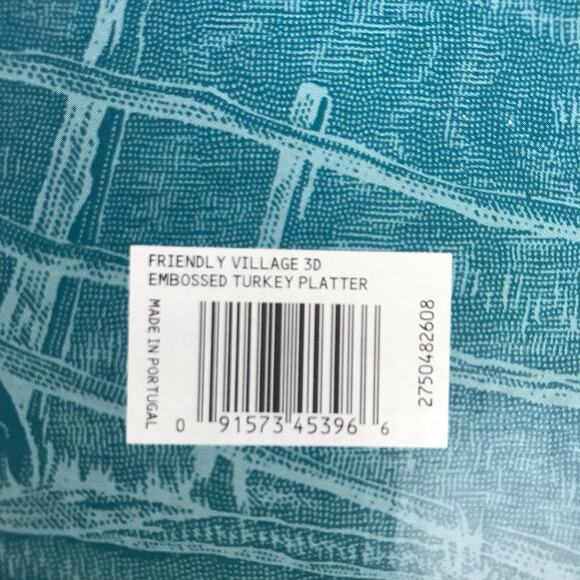 FRIENDLY VILLAGE 3D
EMBOSSED TURKEY PLATTER
MADE IN PORTUGAL
0 91573 45396 6
2750482608